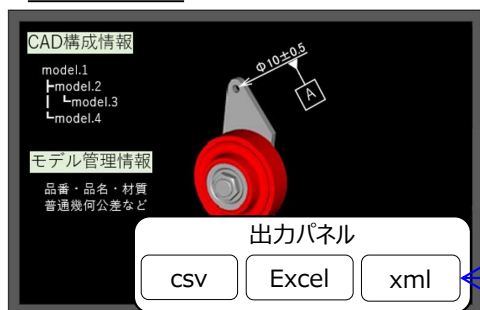 CAD構成情報
model.1
┣model.2
┃ ┗model.3
┗model.4
Φ10±0.5
A
モデル管理情報
品番・品名・材質
普通幾何公差など
出力パネル
csv Excel xml